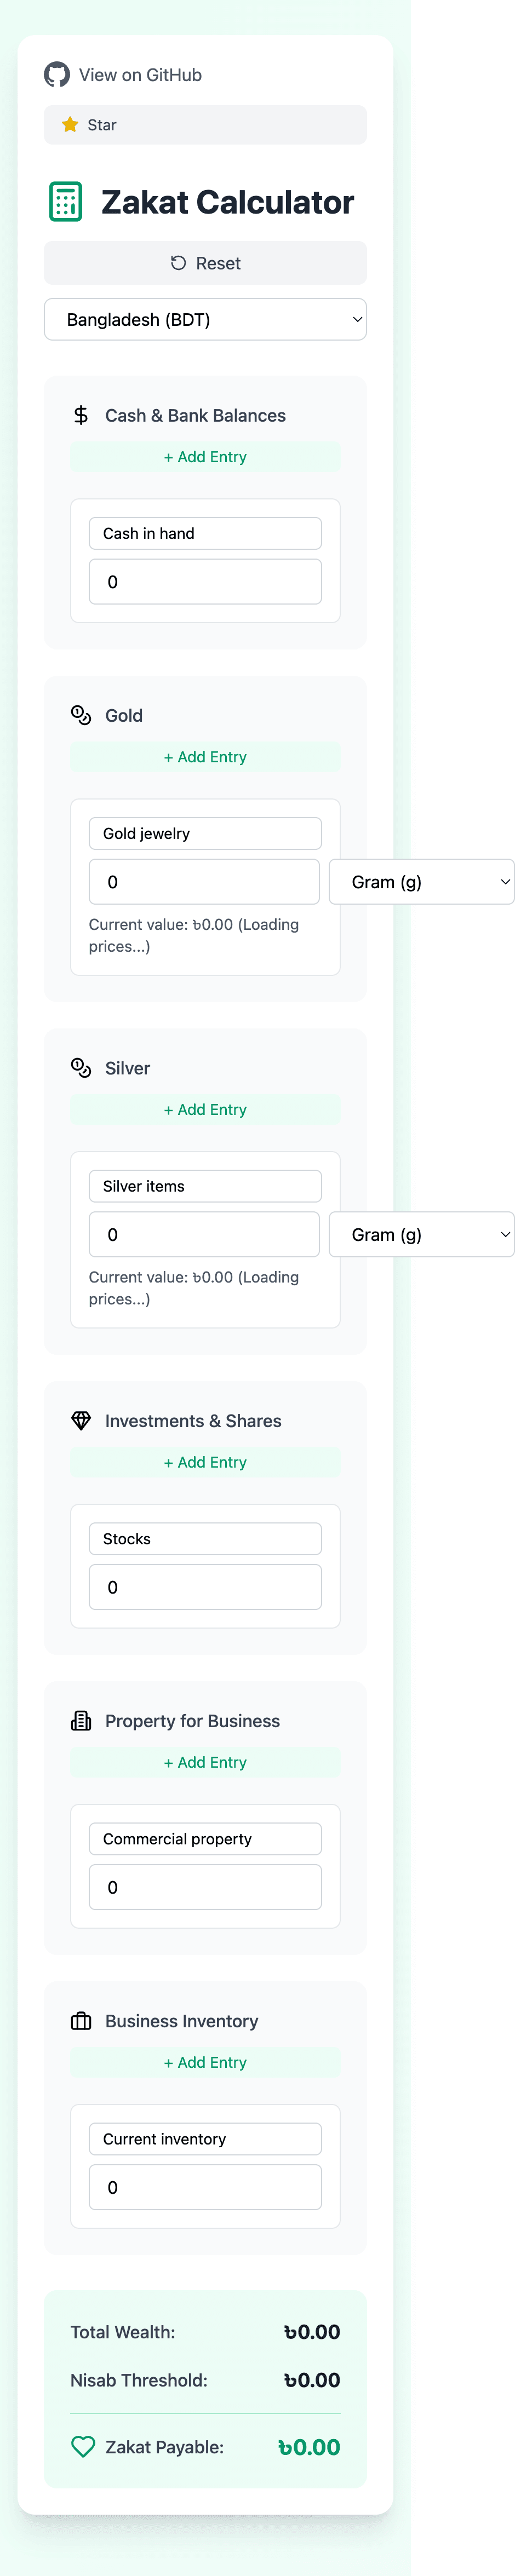 View on GitHub
Star
Zakat Calculator
Reset
Bangladesh (BDT)
Cash & Bank Balances
+ Add Entry
Cash in hand
0
Gold
+ Add Entry
Gold jewelry
0 Gram (g)
Current value: ৳0.00 (Loading
prices...)
Silver
+ Add Entry
Silver items
0 Gram (g)
Current value: ৳0.00 (Loading
prices...)
Investments & Shares
+ Add Entry
Stocks
0
Property for Business
+ Add Entry
Commercial property
0
Business Inventory
+ Add Entry
Current inventory
0
Total Wealth: ৳0.00
Nisab Threshold: ৳0.00
Zakat Payable: ৳0.00